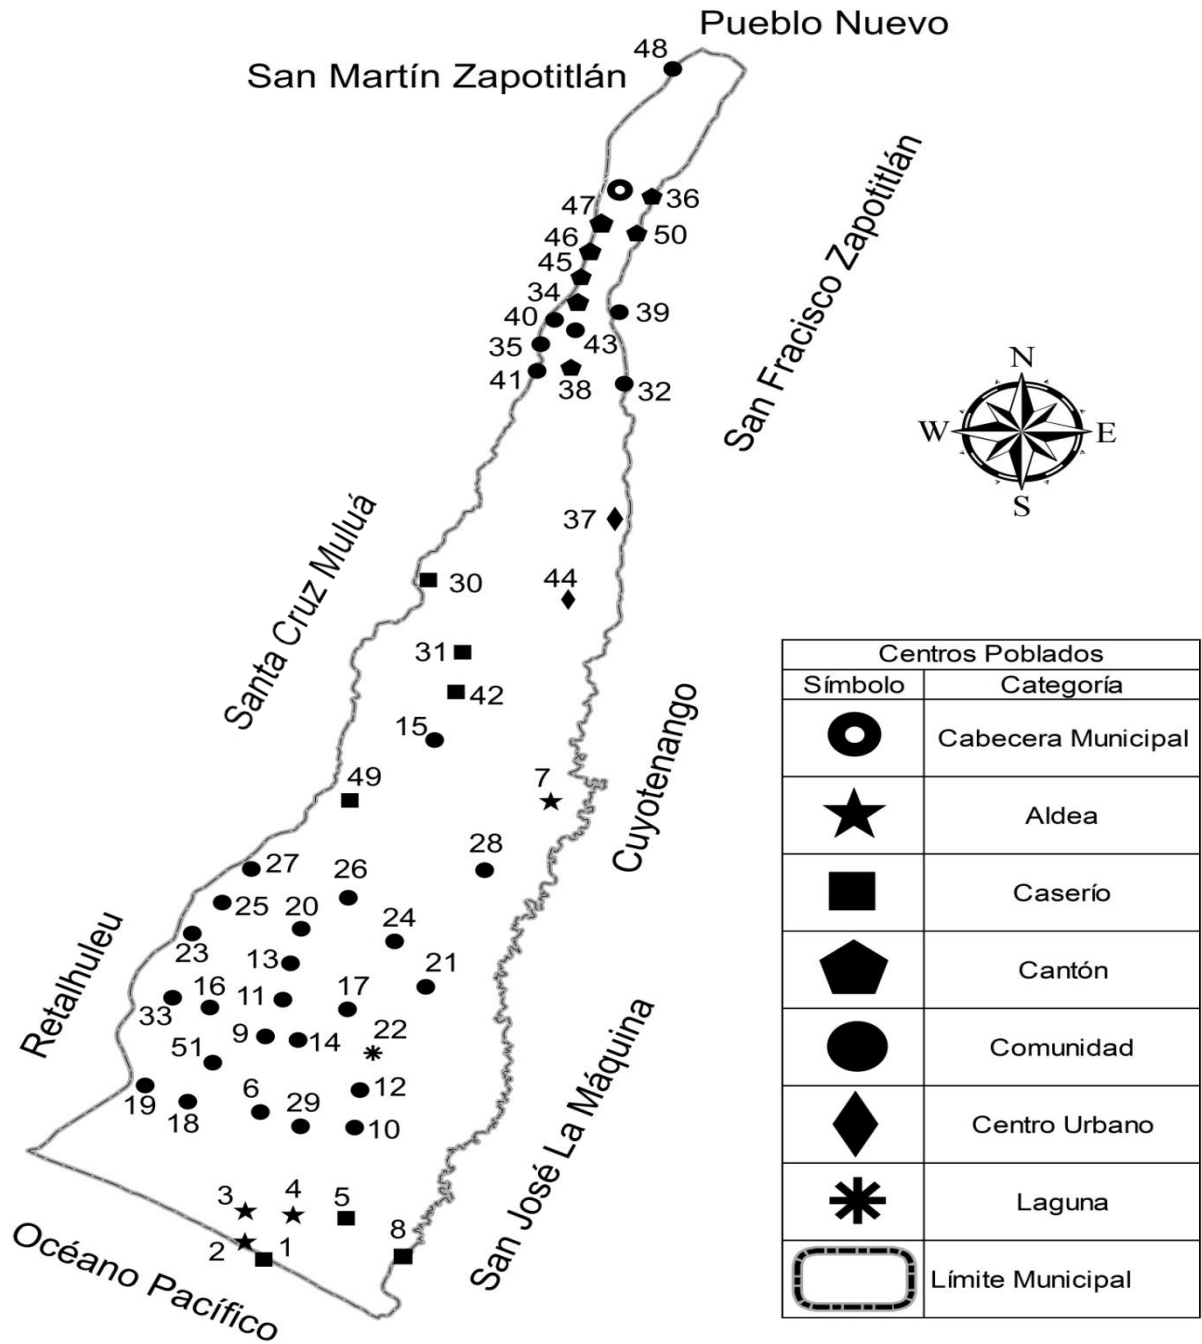 Pueblo Nuevo
48
San Martín Zapotitlán
San Fracisco Zapotitlán
36
47
50
46
45
34
39
40
43
35
41
38
32
N
W
E
S
37
Santa Cruz Muluá
44
30
31
42
15
Cuyotenango
49
7
28
27
26
25
20
24
23
13
21
Retalhuleu
33
16
11
17
9
14
22
51
12
19
18
6
29
10
San José La Máquina
3
4
5
2
1
8
Océano Pacífico
Centros Poblados
Símbolo Categoría
Cabecera Municipal
Aldea
Caserío
Cantón
Comunidad
Centro Urbano
Laguna
Límite Municipal